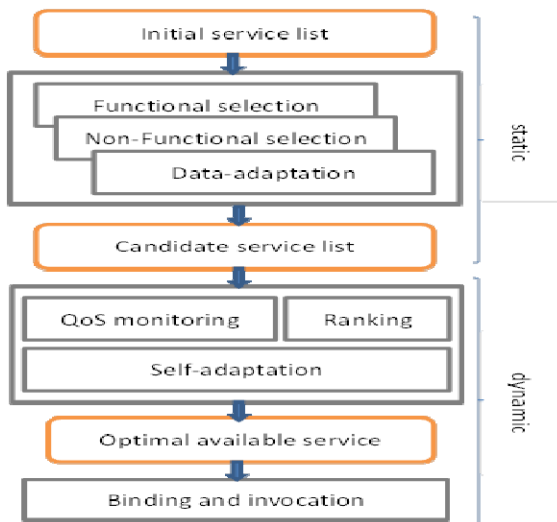 Initial service list
Functional selection
Non-Functional selection
Data-adaptation
static
Candidate service list
QoS monitoring
Ranking
Self-adaptation
dynamic
Optimal available service
Binding and invocation